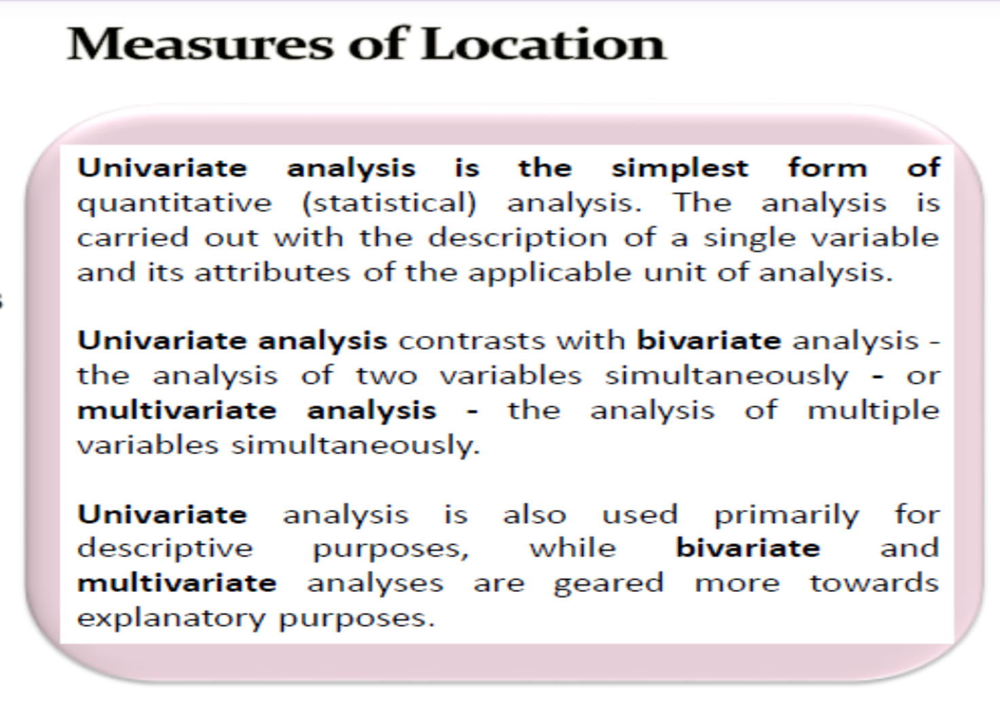 Measures of Location
Univariate analysis is the simplest form of
quantitative (statistical) analysis. The analysis is
carried out with the description of a single variable
and its attributes of the applicable unit of analysis.
Univariate analysis contrasts with bivariate analysis -
the analysis of two variables simultaneously - or
multivariate analysis - the analysis of multiple
variables simultaneously.
Univariate analysis is also used primarily for
descriptive purposes, while bivariate and
multivariate analyses are geared more towards
explanatory purposes.